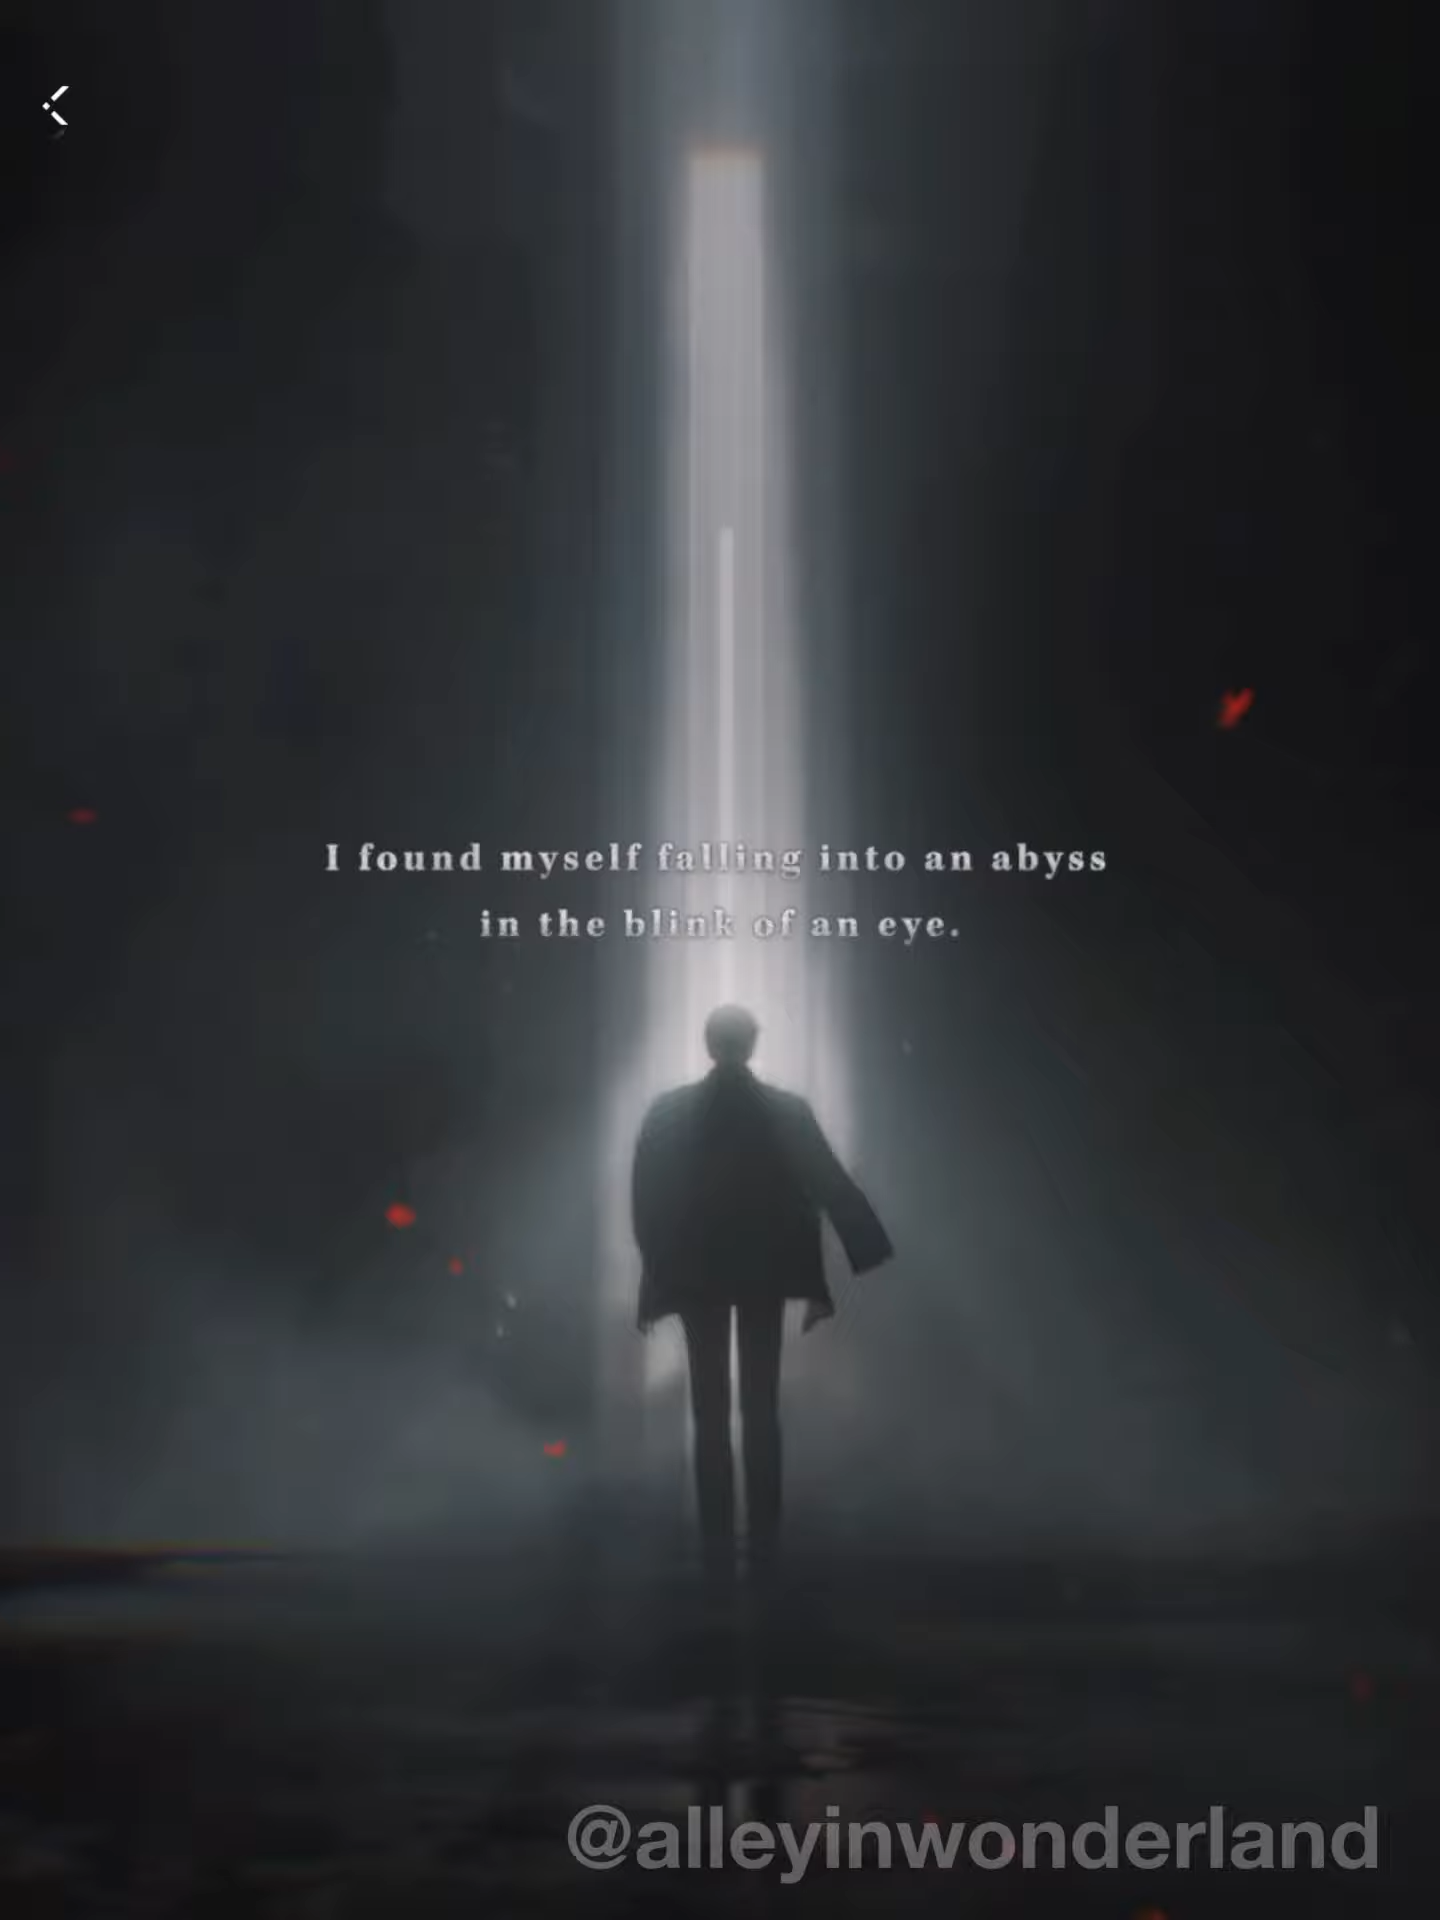 I found myself falling into an abyss
in the blink of an eye.
@alleyinwonderland